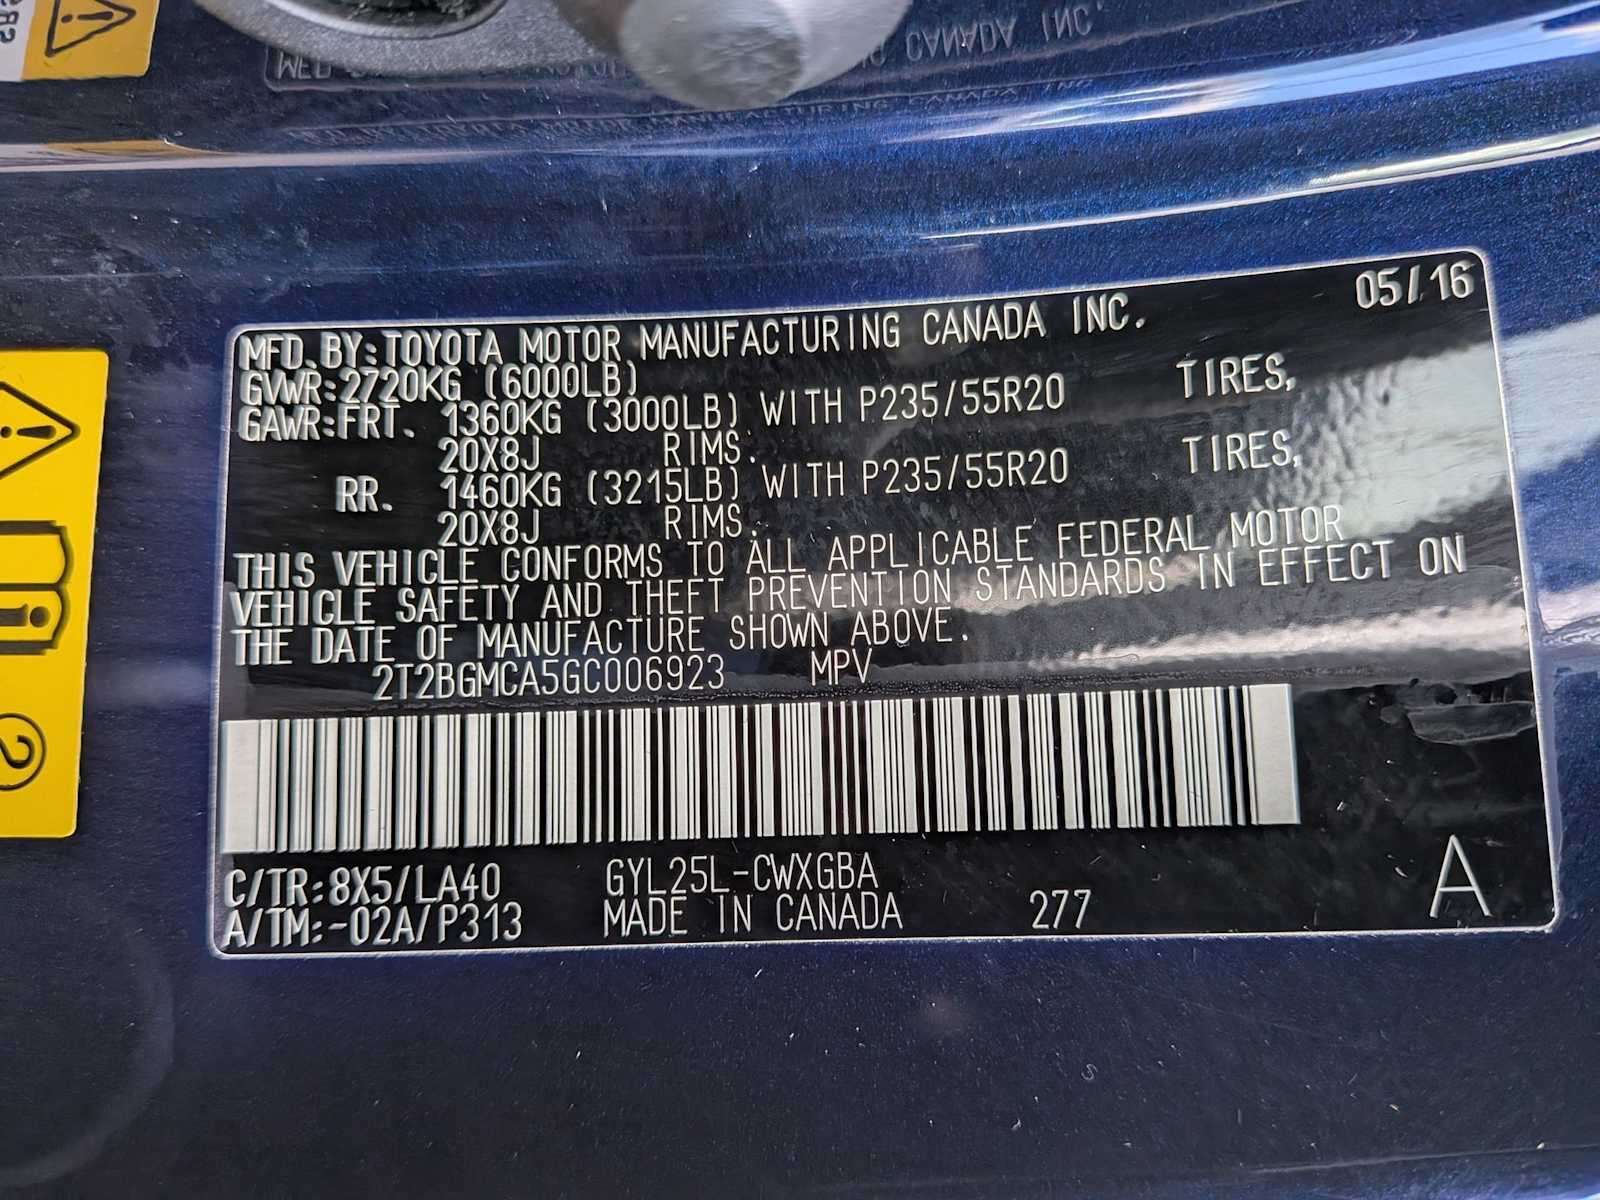 CANADA INC.
05/16
MFD. BY: TOYOTA MOTOR MANUFACTURING CANADA INC.
GVWR: 2720KG (6000LB)
GAWR: FRT. 1360KG (3000LB) WITH P235/55R20 TIRES,
20X8J RIMS.
RR. 1460KG (3215LB) WITH P235/55R20 TIRES,
20X8J RIMS.
THIS VEHICLE CONFORMS TO ALL APPLICABLE FEDERAL MOTOR
VEHICLE SAFETY AND THEFT PREVENTION STANDARDS IN EFFECT ON
THE DATE OF MANUFACTURE SHOWN ABOVE.
2T2BGMCA5GC006923 MPV
C/TR: 8X5/LA40 GYL25L-CWXGBA
A/TM: -02A/P313 MADE IN CANADA 277
A
2